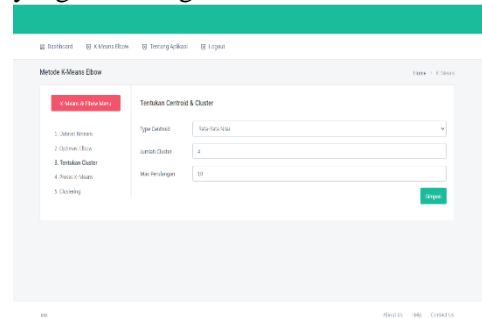 Dashboard K-Means Elbow Tentang Aplikasi Logout
Metode K-Means Elbow
Home K-Means
K-Means & Elbow Menu
Tentukan Centroid & Cluster
1. Dataset Kmeans
2. Optimasi Elbow
3. Tentukan Cluster
4. Proses K-Means
5. Clustering
Type Centroid Rata-Rata Nilai
Jumlah Cluster 4
Max Perulangan 10
Simpan
About Us Help Contact Us